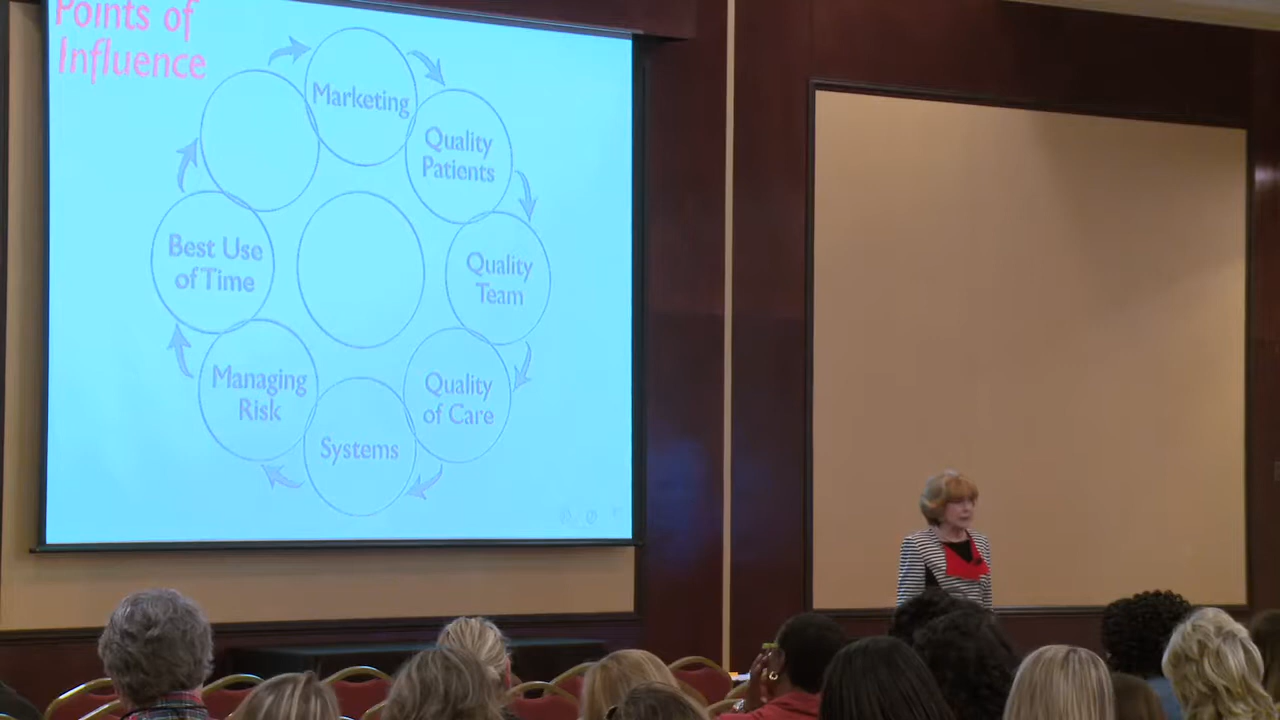 Points of
Influence
Marketing
Quality
Patients
Quality
Team
Quality
of Care
Systems
Managing
Risk
Best Use
of Time